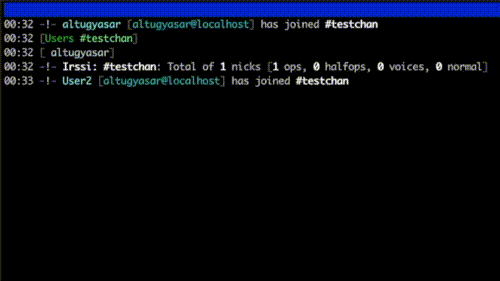 00:32 -!- altugyasar [altugyasar@localhost] has joined #testchan
00:32 [Users #testchan]
00:32 [ altugyasar]
00:32 -!- Irssi: #testchan: Total of 1 nicks [1 ops, 0 halfops, 0 voices, 0 normal]
00:33 -!- User2 [altugyasar@localhost] has joined #testchan